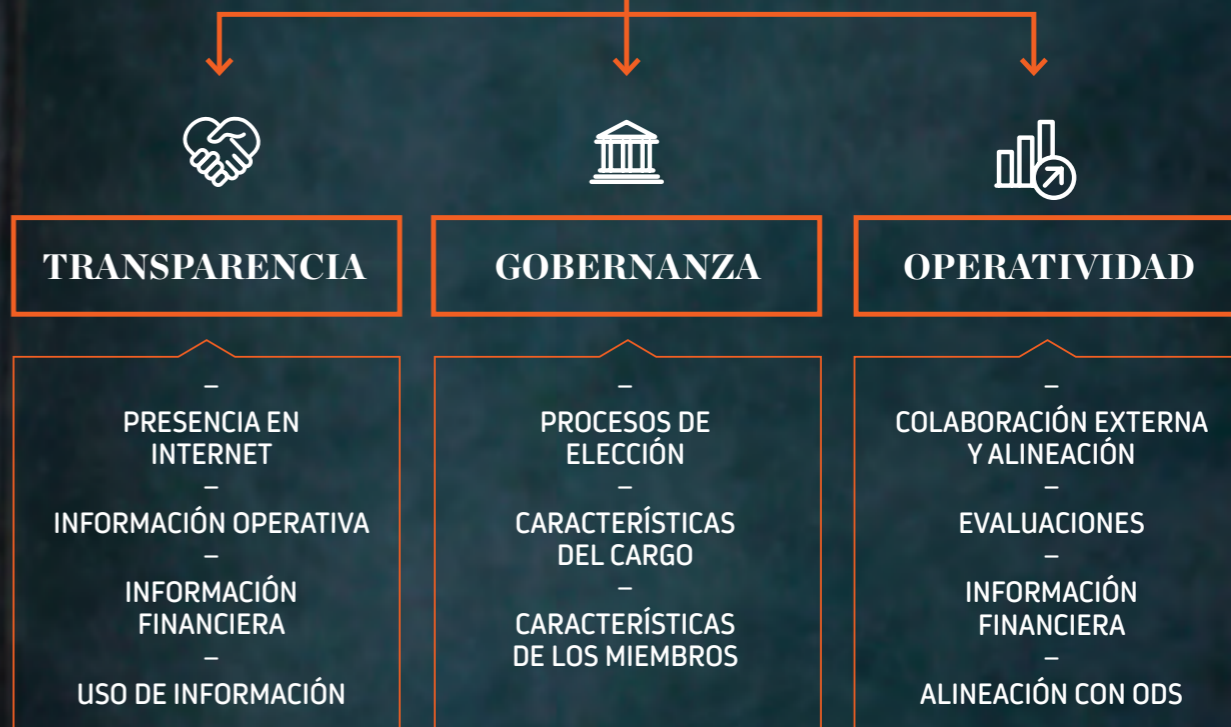 TRANSPARENCIA
–
PRESENCIA EN
INTERNET
–
INFORMACIÓN OPERATIVA
–
INFORMACIÓN
FINANCIERA
–
USO DE INFORMACIÓN
GOBERNANZA
–
PROCESOS DE
ELECCIÓN
–
CARACTERÍSTICAS
DEL CARGO
–
CARACTERÍSTICAS
DE LOS MIEMBROS
OPERATIVIDAD
–
COLABORACIÓN EXTERNA
Y ALINEACIÓN
–
EVALUACIONES
–
INFORMACIÓN
FINANCIERA
–
ALINEACIÓN CON ODS